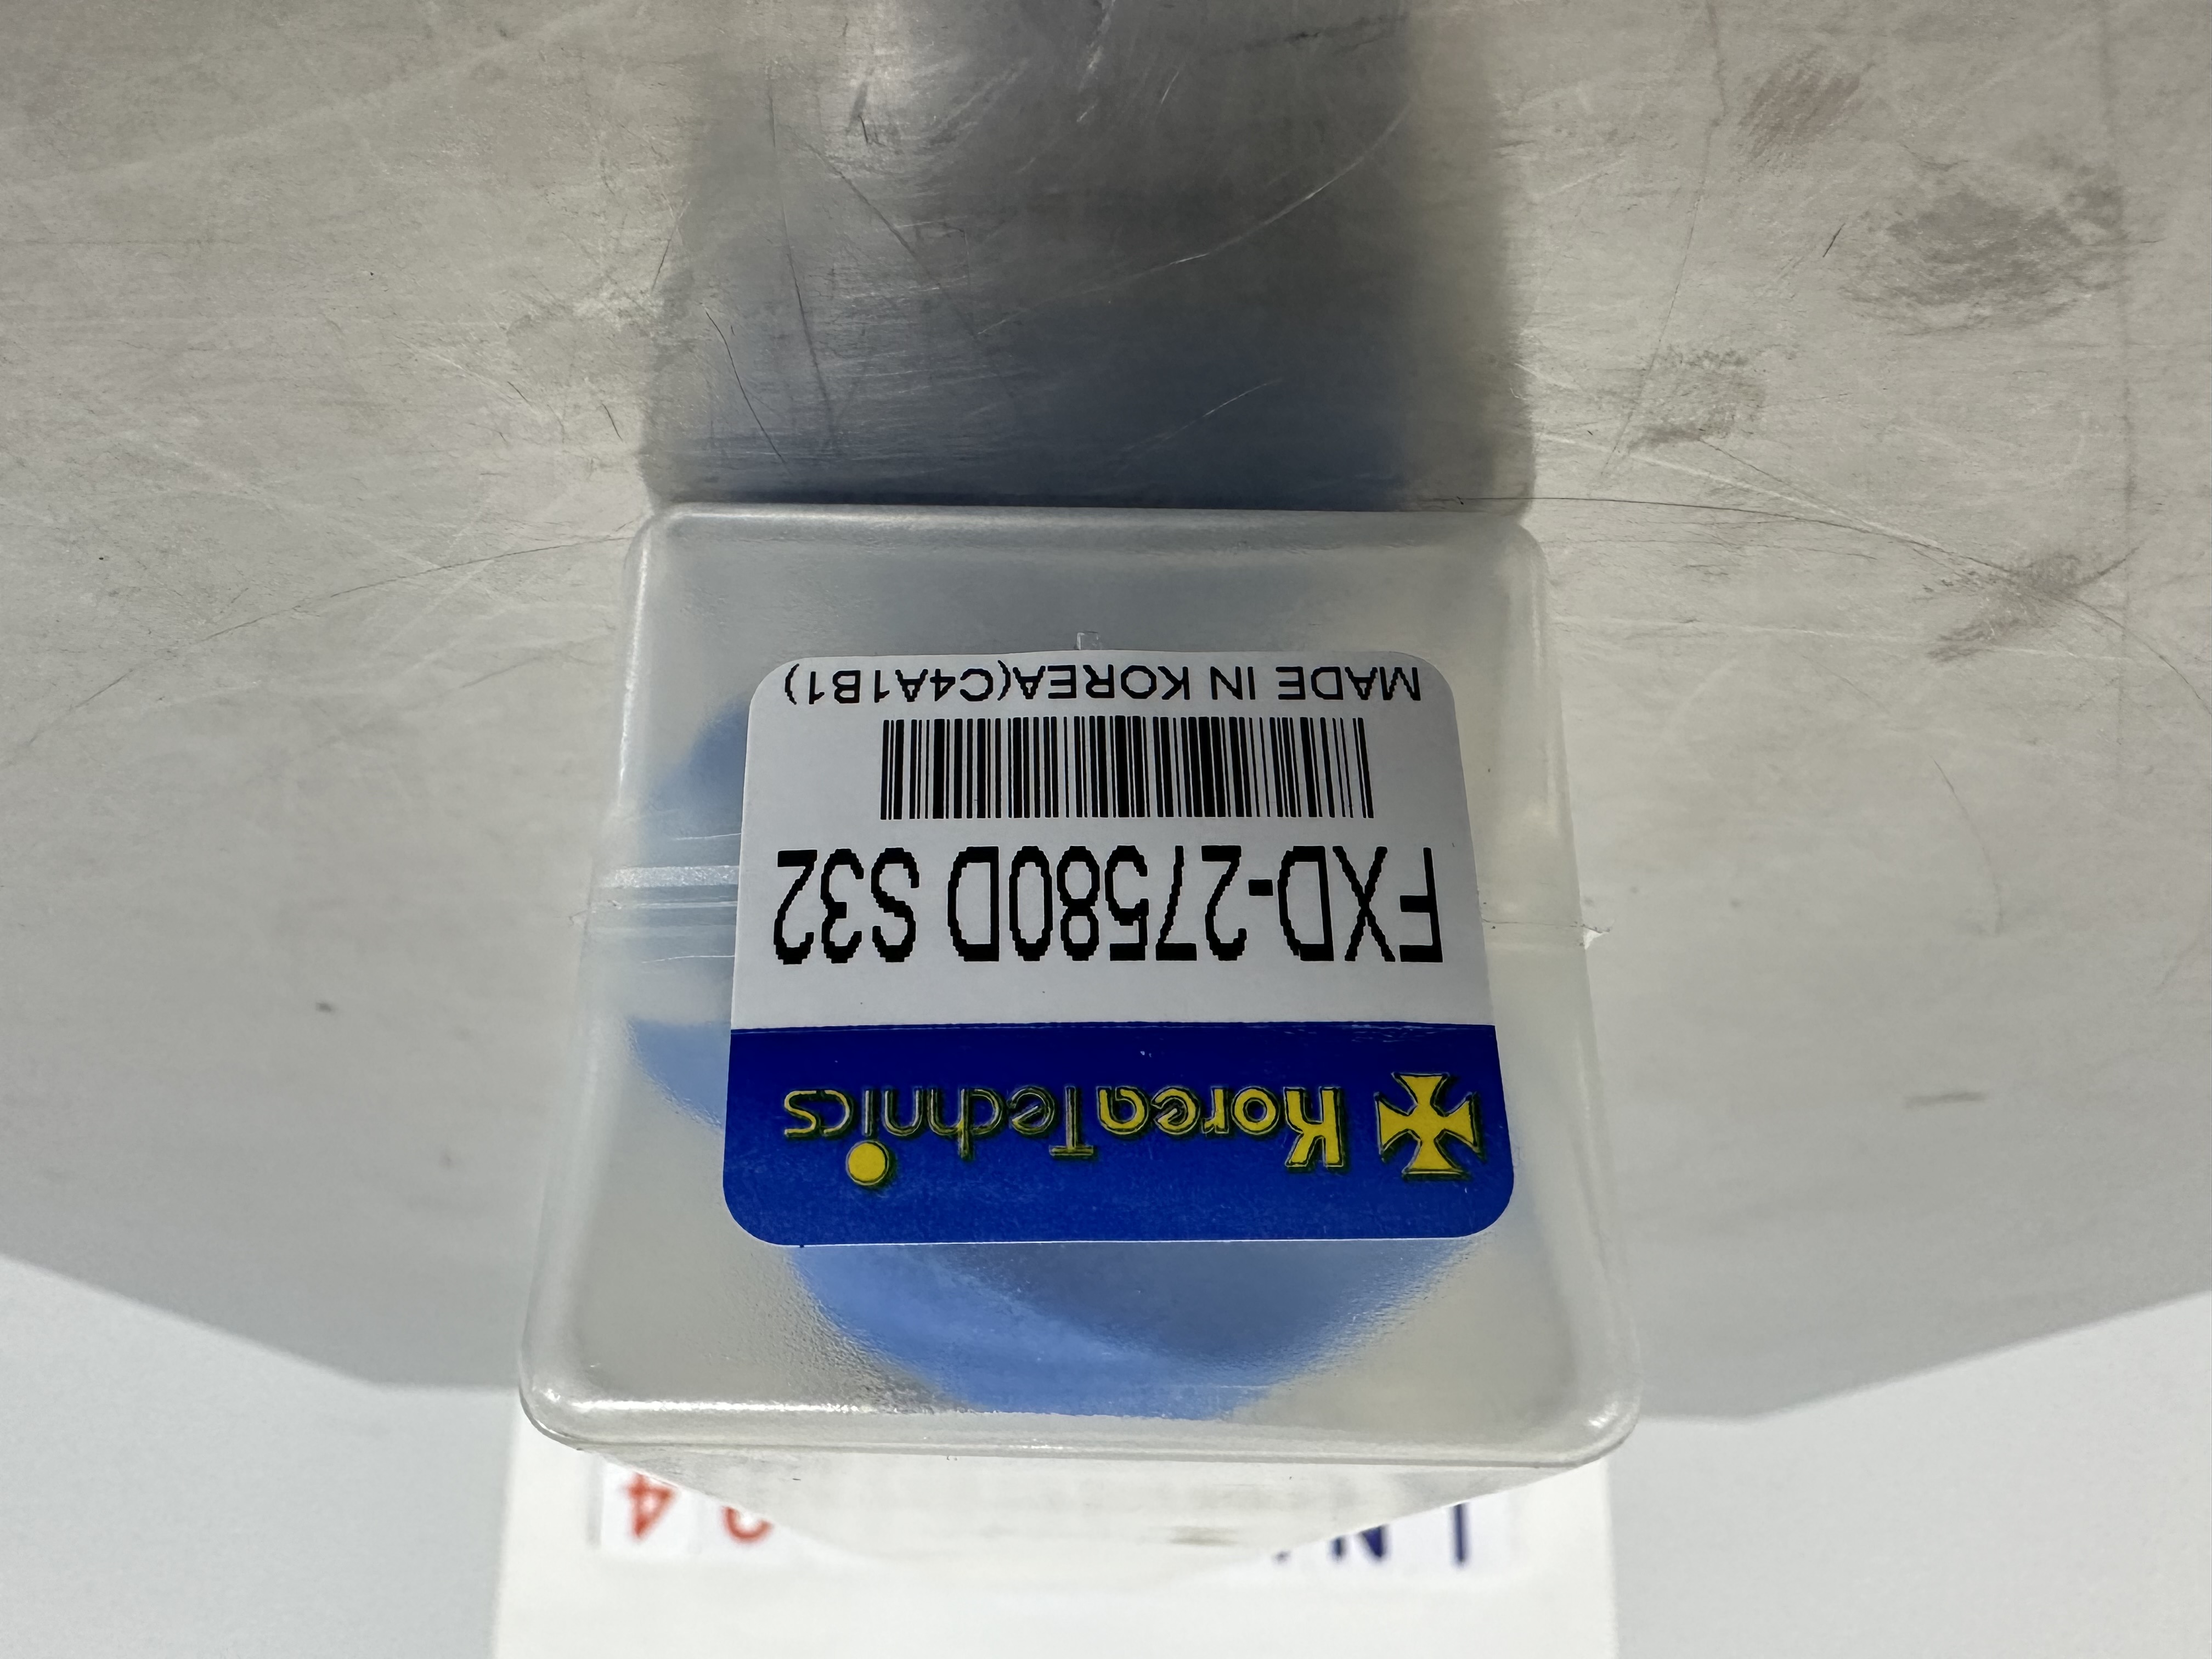 KoreaTechnics
FXD-27580D S32
MADE IN KOREA(C4A1B1)